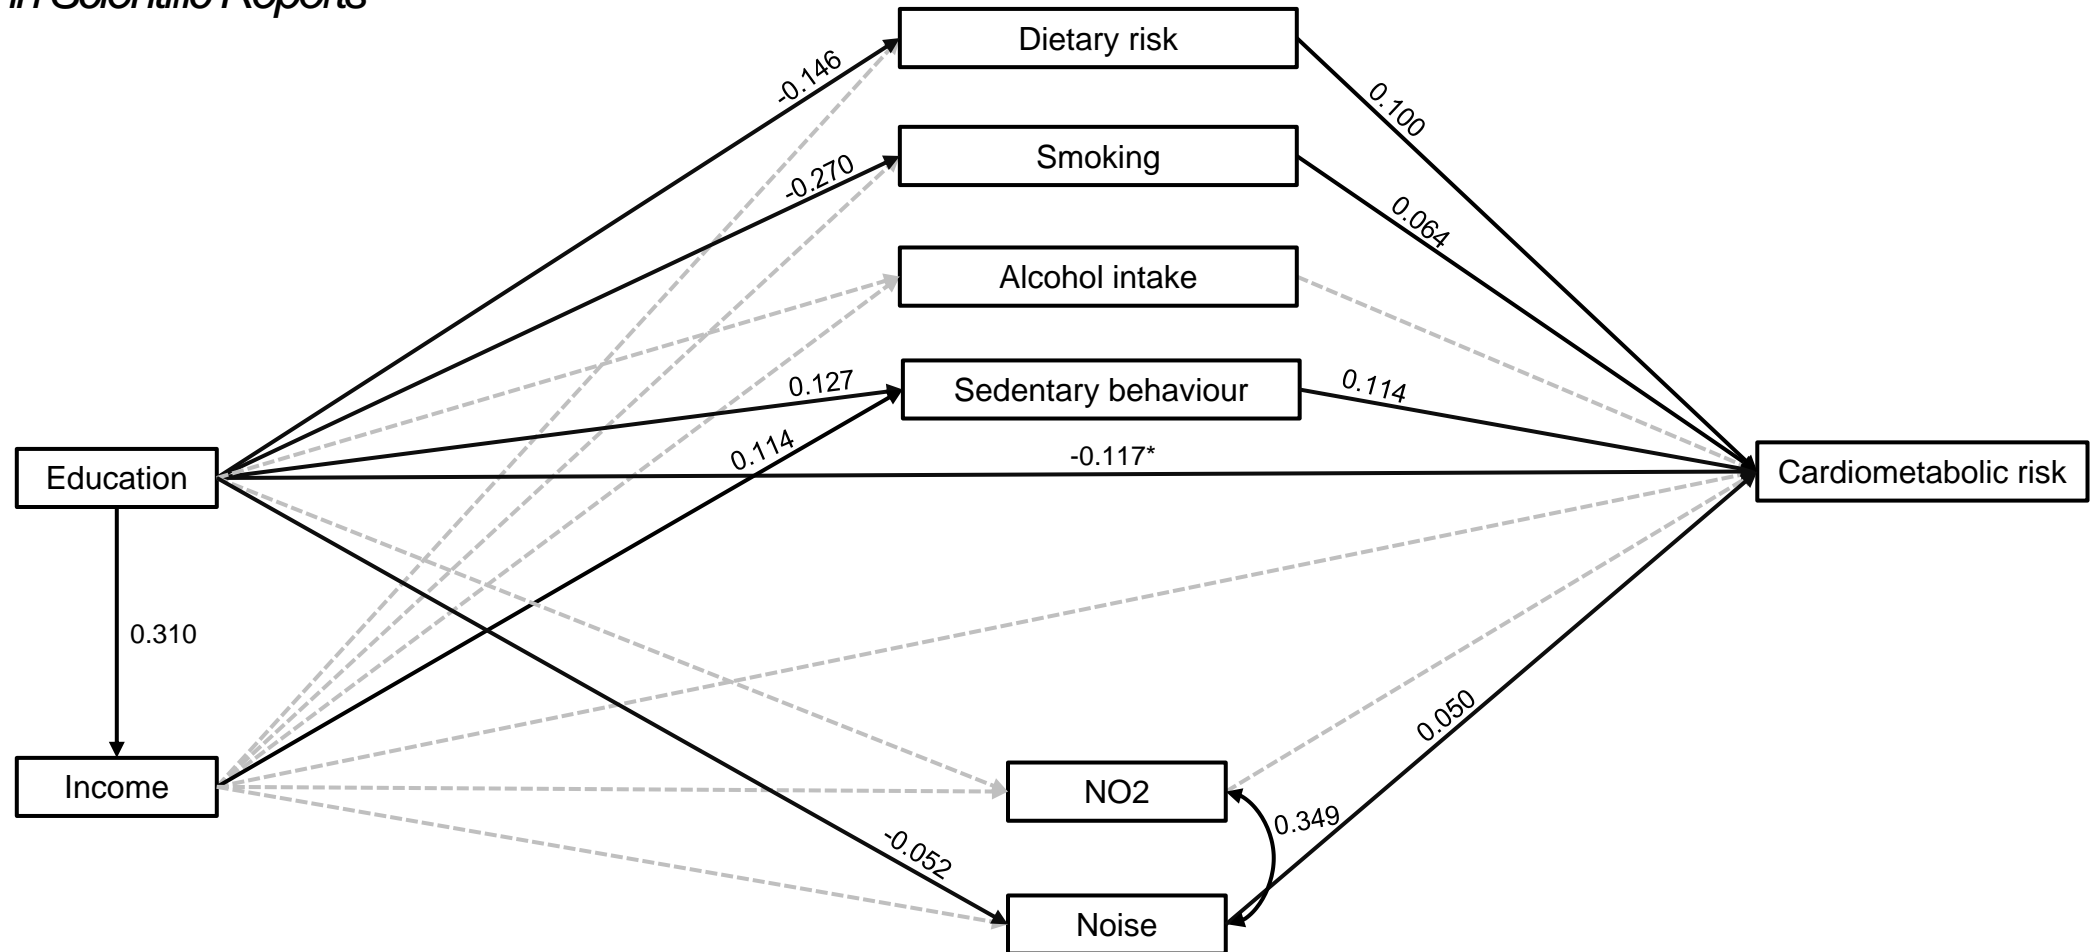 in Scientific Reports
Dietary risk
-0.146
0.100
Smoking
-0.270
0.064
Alcohol intake
Sedentary behaviour
0.127
0.114
0.114
-0.117*
Education
Cardiometabolic risk
0.310
0.050
Income
NO2
0.349
-0.052
Noise